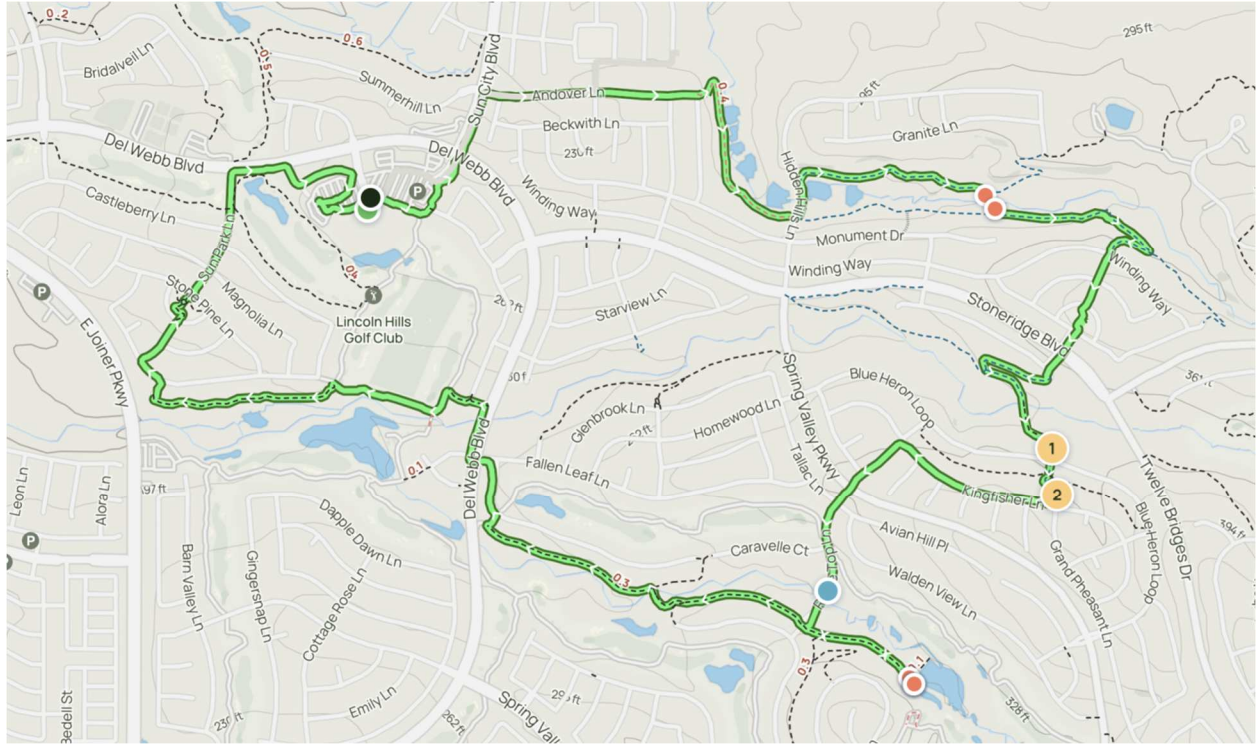 0.2
0.6
295 ft
Bridalveil Ln
0.5
Sun City Blvd
Summerhill Ln
0.4
Andover Ln
Beckwith Ln
Granite Ln
Del Webb Blvd
Del Webb Blvd
Hidden Hills Ln
Castleberry Ln
P
Winding Way
Monument Dr
Sun Park Ln
Winding Way
Winding Way
P
Stone Pine Ln
Magnolia Ln
Starview Ln
Stoneridge Blvd
Lincoln Hills
Golf Club
E Joiner Pkwy
Spring Valley Pkwy
Blue Heron Loop
Glenbrook Ln
Homewood Ln
1
Del Webb Blvd
Fallen Leaf Ln
0.1
Tallac Ln
Kingfisher Ln
2
Twelve Bridges Dr
Leon Ln
Alora Ln
Dapple Dawn Ln
Avian Hill Pl
Blue Heron Loop
P
Caravelle Ct
Barn Valley Ln
Gingersnap Ln
Cottage Rose Ln
0.3
Walden View Ln
Grand Pheasant Ln
0.3
Emily Ln
262 ft
328 ft
Bedell St
Spring Val